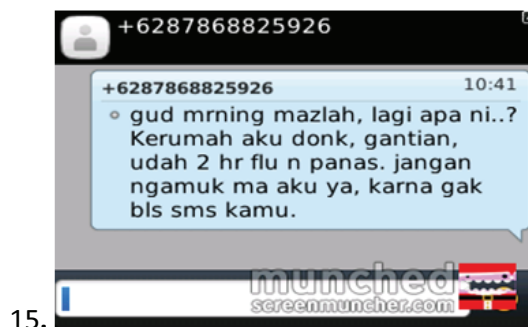 +6287868825926
+6287868825926 10:41
gud mrning mazlah, lagi apa ni..?
Kerumah aku donk, gantian,
udah 2 hr flu n panas. jangan
ngamuk ma aku ya, karna gak
bls sms kamu.
munched
screenmuncher.com
15.